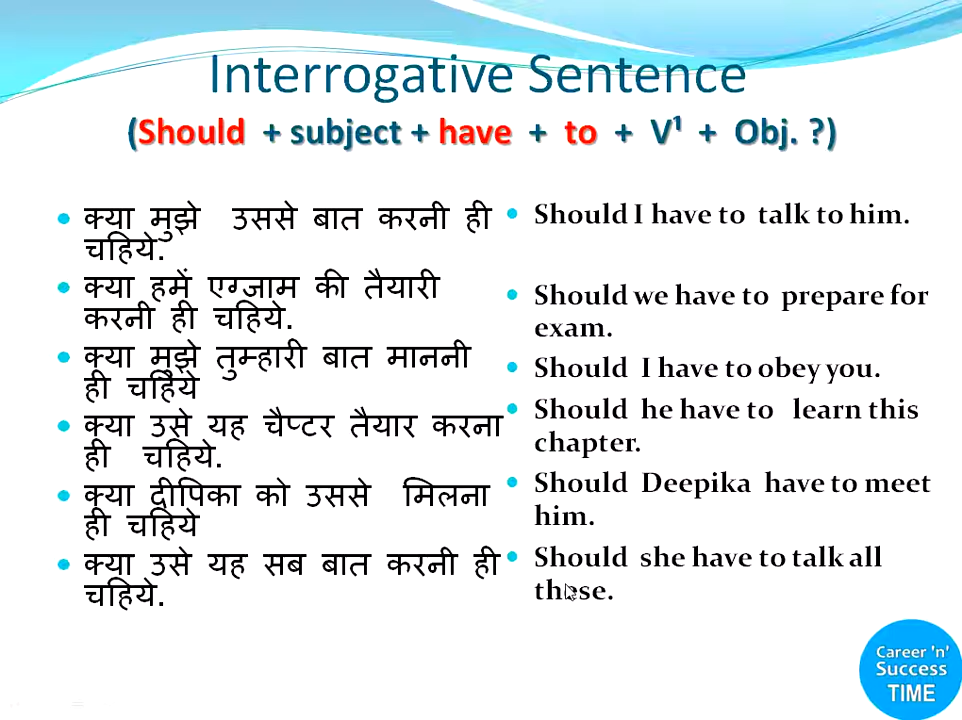 Interrogative Sentence
(Should + subject + have + to + V¹ + Obj. ?)
• क्या मुझे उससे बात करनी ही
चहिये.
• क्या हमें एग्जाम की तैयारी
करनी ही चहिये.
• क्या मुझे तुम्हारी बात माननी
ही चहिये
• क्या उसे यह चैप्टर तैयार करना
ही चहिये.
• क्या दीपिका को उससे मिलना
ही चहिये
• क्या उसे यह सब बात करनी ही
चहिये.
• Should I have to talk to him.
• Should we have to prepare for
exam.
• Should I have to obey you.
• Should he have to learn this
chapter.
• Should Deepika have to meet
him.
• Should she have to talk all
these.
Career 'n'
Success
TIME